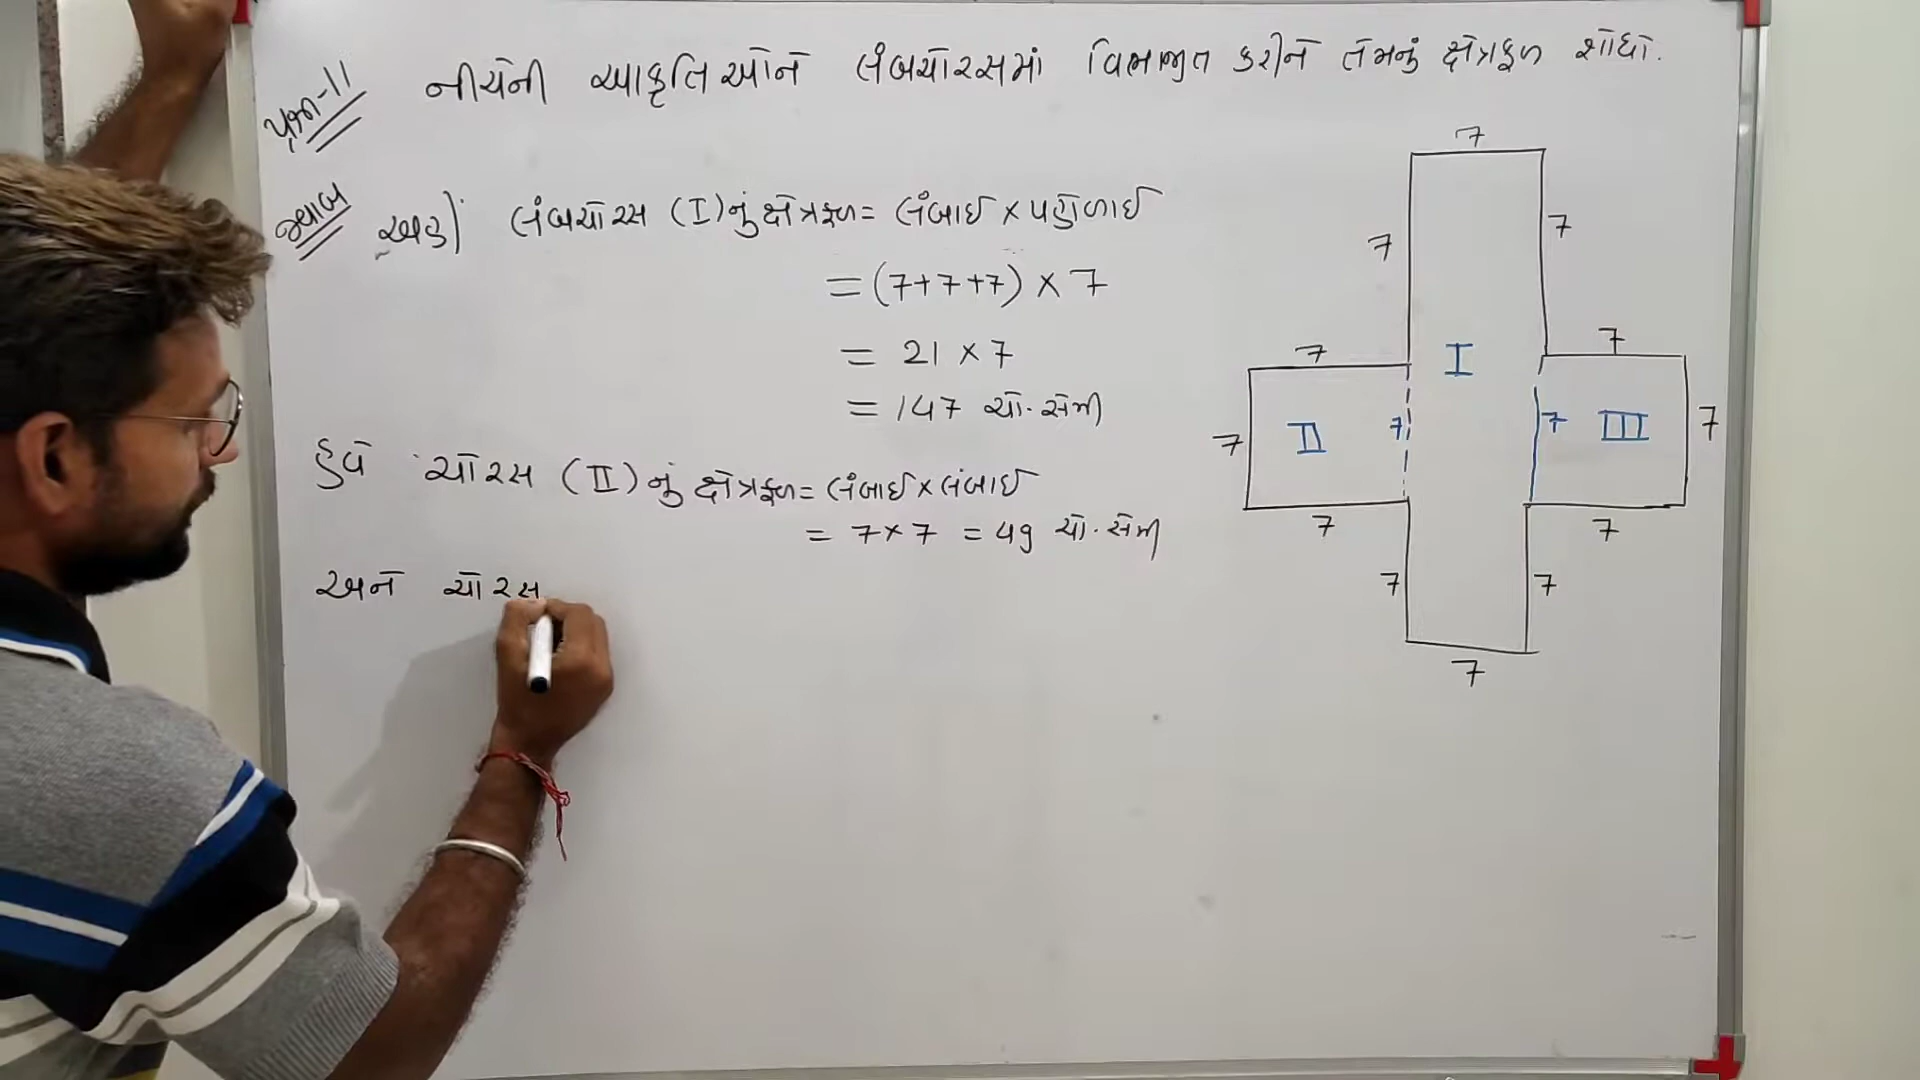 પ્રશ્ન-11 નીચેની આકૃતિઓને લંબચોરસમાં વિભાજીત કરીને તેમનું ક્ષેત્રફળ શોધો.
જવાબ અહીં લંબચોરસ (I)નું ક્ષેત્રફળ = લંબાઈ × પહોળાઈ
= (7+7+7) × 7
= 21 × 7
= 147 ચો. સેમી
હવે ચોરસ (II) નું ક્ષેત્રફળ = લંબાઈ × લંબાઈ
= 7 × 7 = 49 ચો. સેમી
અને ચોરસ
7
7
7
7
7
I
7
II
7
7
III
7
7
7
7
7
7